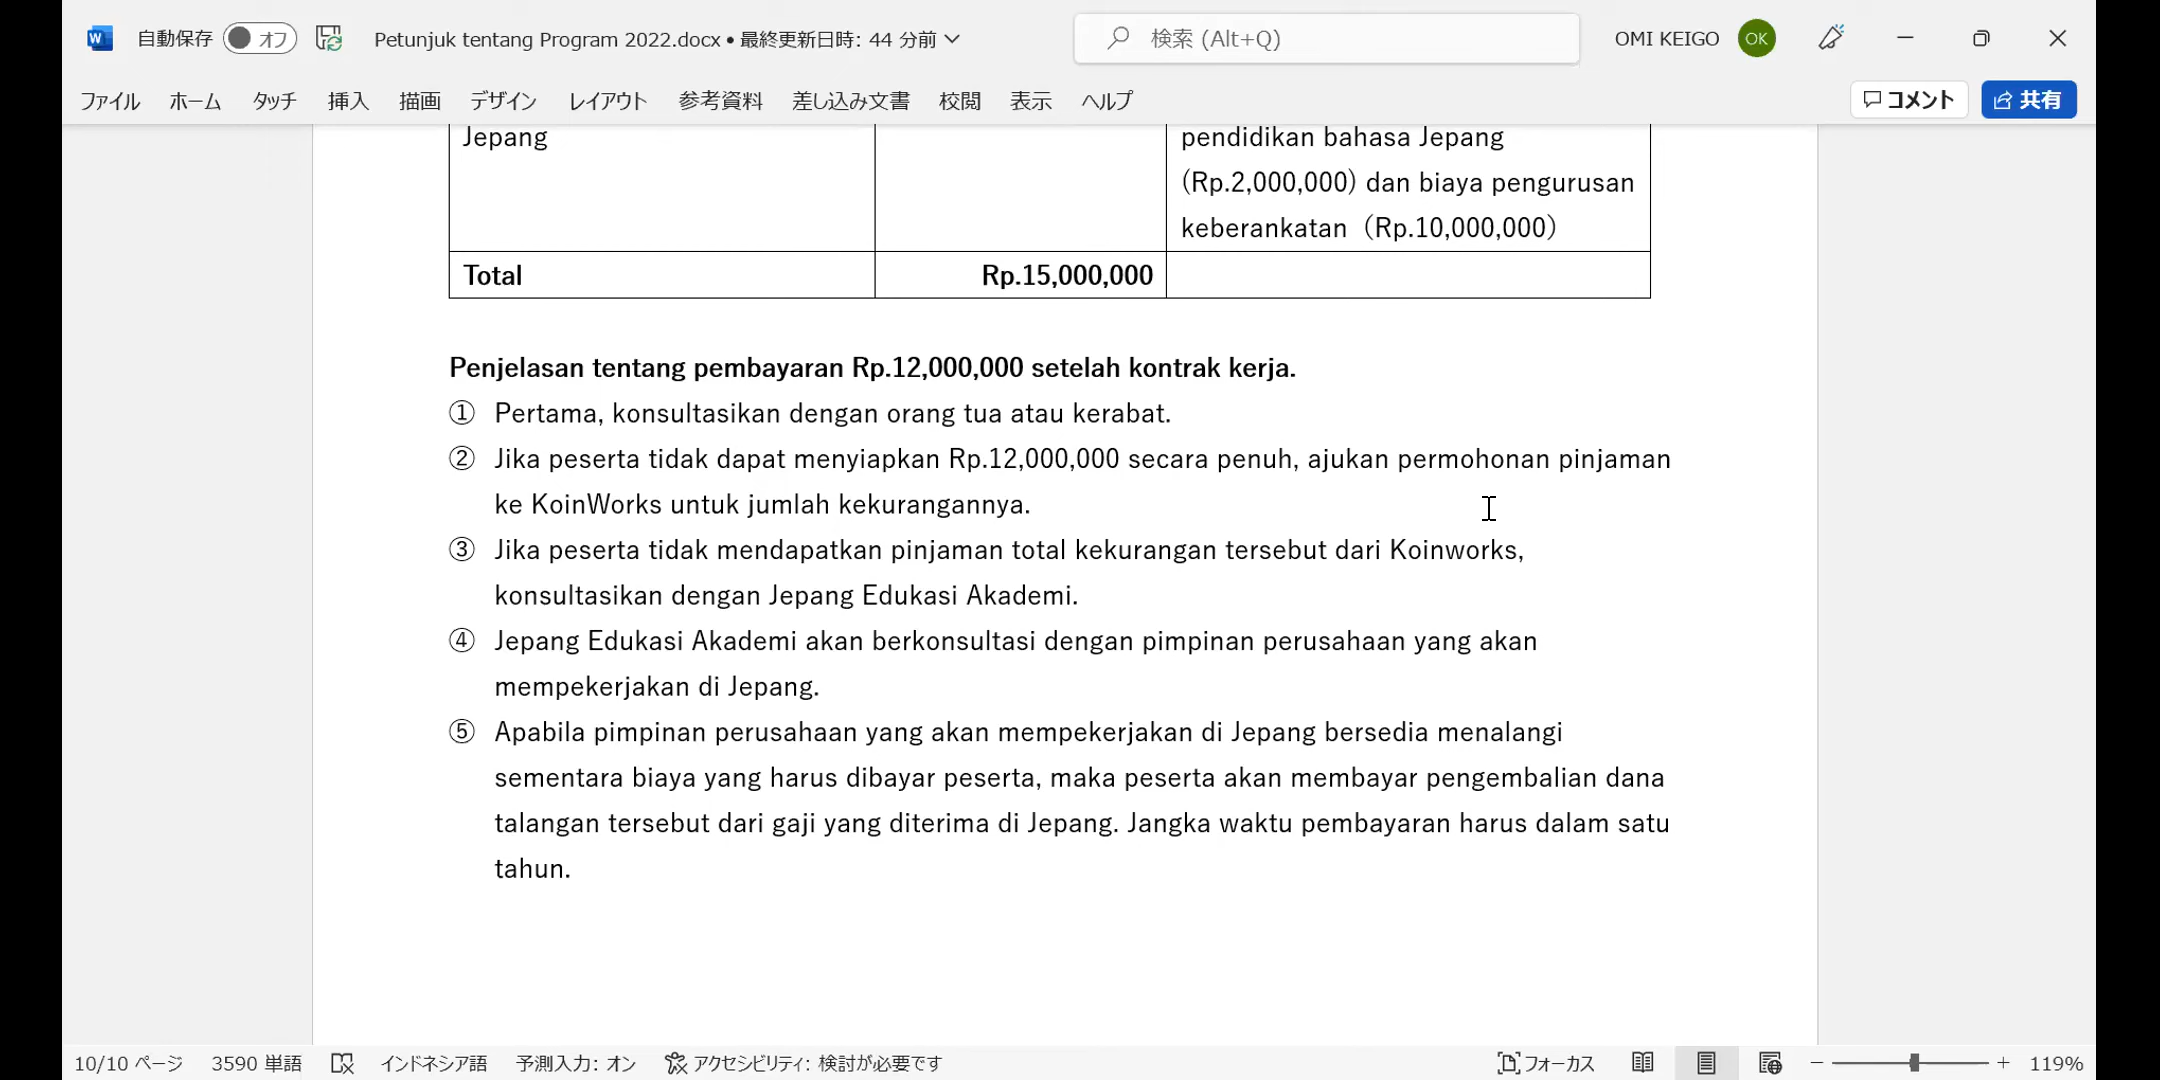 自動保存 オフ Petunjuk tentang Program 2022.docx • 最終更新日時: 44 分前 検索 (Alt+Q) OMI KEIGO OK
ファイル ホーム タッチ 挿入 描画 デザイン レイアウト 参考資料 差し込み文書 校閲 表示 ヘルプ コメント 共有
Jepang
pendidikan bahasa Jepang
(Rp.2,000,000) dan biaya pengurusan
keberankatan（Rp.10,000,000）
Total Rp.15,000,000
Penjelasan tentang pembayaran Rp.12,000,000 setelah kontrak kerja.
① Pertama, konsultasikan dengan orang tua atau kerabat.
② Jika peserta tidak dapat menyiapkan Rp.12,000,000 secara penuh, ajukan permohonan pinjaman
ke KoinWorks untuk jumlah kekurangannya.
③ Jika peserta tidak mendapatkan pinjaman total kekurangan tersebut dari Koinworks,
konsultasikan dengan Jepang Edukasi Akademi.
④ Jepang Edukasi Akademi akan berkonsultasi dengan pimpinan perusahaan yang akan
mempekerjakan di Jepang.
⑤ Apabila pimpinan perusahaan yang akan mempekerjakan di Jepang bersedia menalangi
sementara biaya yang harus dibayar peserta, maka peserta akan membayar pengembalian dana
talangan tersebut dari gaji yang diterima di Jepang. Jangka waktu pembayaran harus dalam satu
tahun.
10/10 ページ 3590 単語 インドネシア語 予測入力: オン アクセシビリティ: 検討が必要です フォーカス 119%